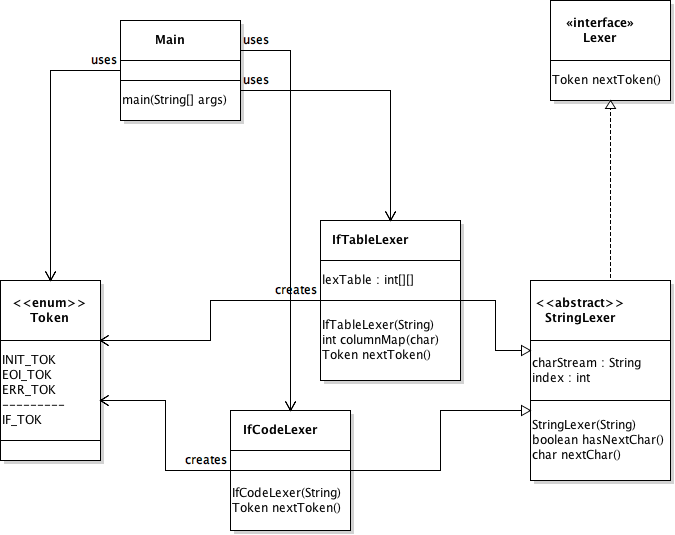 Main
main(String[] args)
uses
uses
uses
«interface»
Lexer
Token nextToken()
IfTableLexer
lexTable : int[][]
IfTableLexer(String)
int columnMap(char)
Token nextToken()
creates
<<enum>>
Token
INIT_TOK
EOI_TOK
ERR_TOK
---------
IF_TOK
<<abstract>>
StringLexer
charStream : String
index : int
StringLexer(String)
boolean hasNextChar()
char nextChar()
IfCodeLexer
IfCodeLexer(String)
Token nextToken()
creates